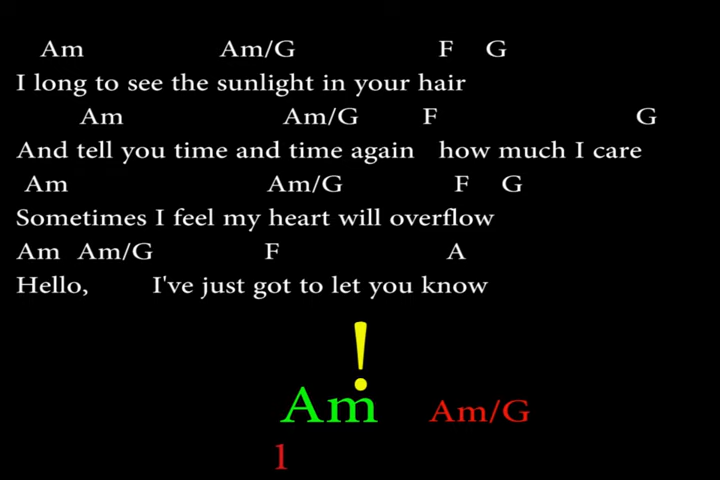 Am Am/G F G
I long to see the sunlight in your hair
Am Am/G F G
And tell you time and time again how much I care
Am Am/G F G
Sometimes I feel my heart will overflow
Am Am/G F A
Hello, I've just got to let you know
!
Am Am/G
1